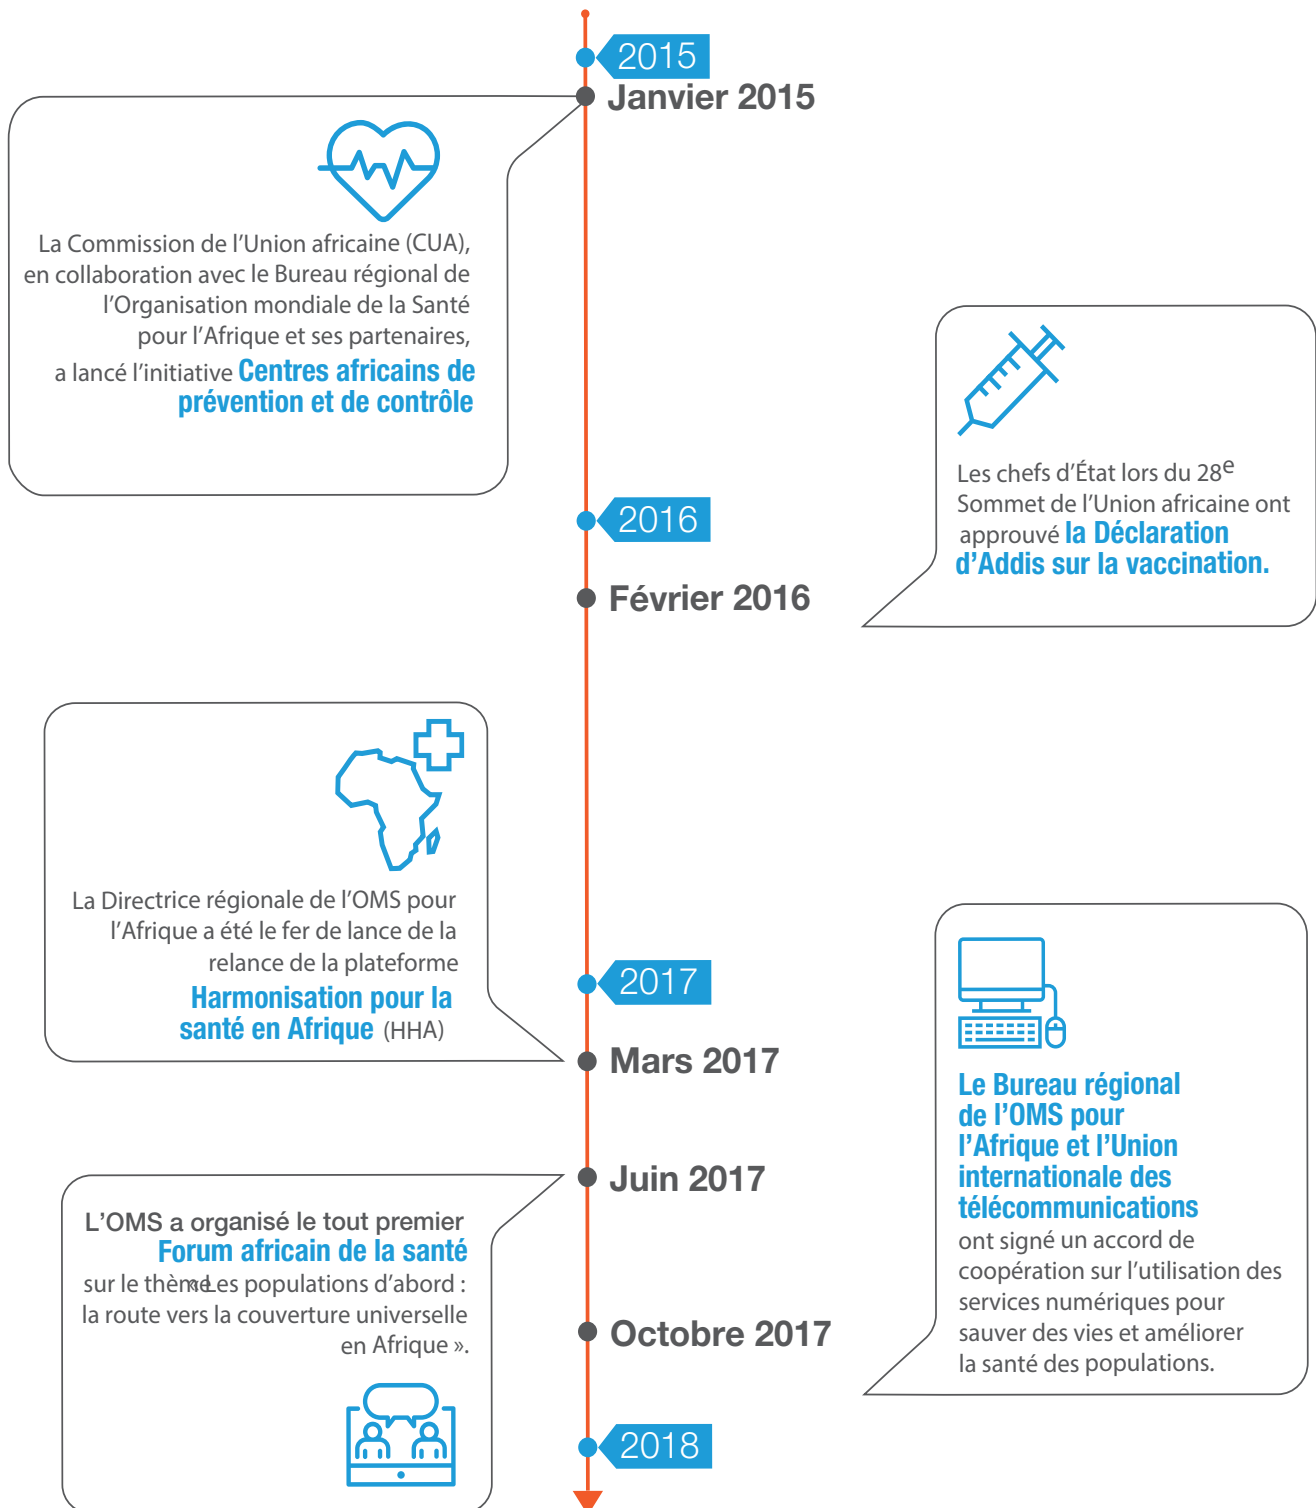 2015
Janvier 2015
La Commission de l’Union africaine (CUA),
en collaboration avec le Bureau régional de
l’Organisation mondiale de la Santé
pour l’Afrique et ses partenaires,
a lancé l’initiative Centres africains de
prévention et de contrôle
Les chefs d’État lors du 28e
Sommet de l’Union africaine ont
approuvé la Déclaration
d’Addis sur la vaccination.
2016
Février 2016
La Directrice régionale de l’OMS pour
l’Afrique a été le fer de lance de la
relance de la plateforme
Harmonisation pour la
santé en Afrique (HHA)
2017
Mars 2017
Juin 2017
L’OMS a organisé le tout premier
Forum africain de la santé
sur le thème « Les populations d’abord :
la route vers la couverture universelle
en Afrique ».
Le Bureau régional
de l’OMS pour
l’Afrique et l’Union
internationale des
télécommunications
ont signé un accord de
coopération sur l’utilisation des
services numériques pour
sauver des vies et améliorer
la santé des populations.
Octobre 2017
2018